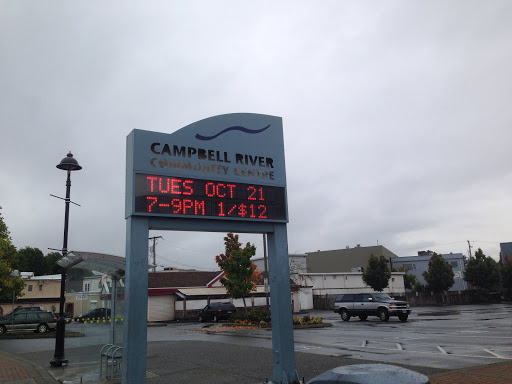 CAMPBELL RIVER
COMMUNITY CENTRE
TUES OCT 21
7-9PM 1/$12